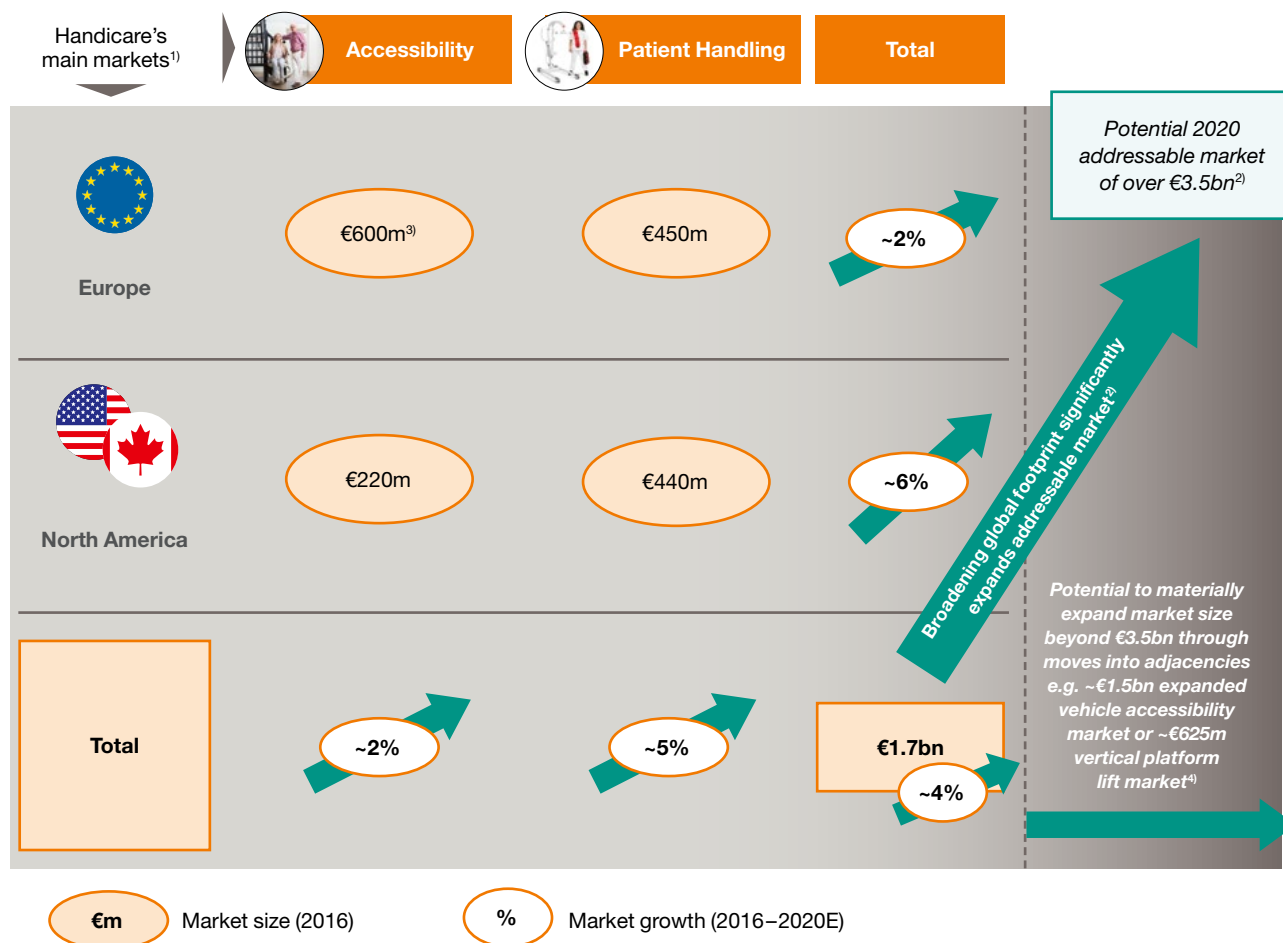 Handicare’s
main markets1)
Accessibility
Patient Handling
Total
Europe
€600m3)
€450m
~2%
Potential 2020
addressable market
of over €3.5bn2)
North America
€220m
€440m
~6%
Broadening global footprint significantly
expands addressable market2)
Total
~2%
~5%
€1.7bn
~4%
Potential to materially
expand market size
beyond €3.5bn through
moves into adjacencies
e.g. ~€1.5bn expanded
vehicle accessibility
market or ~€625m
vertical platform
lift market4)
€m
Market size (2016)
%
Market growth (2016–2020E)